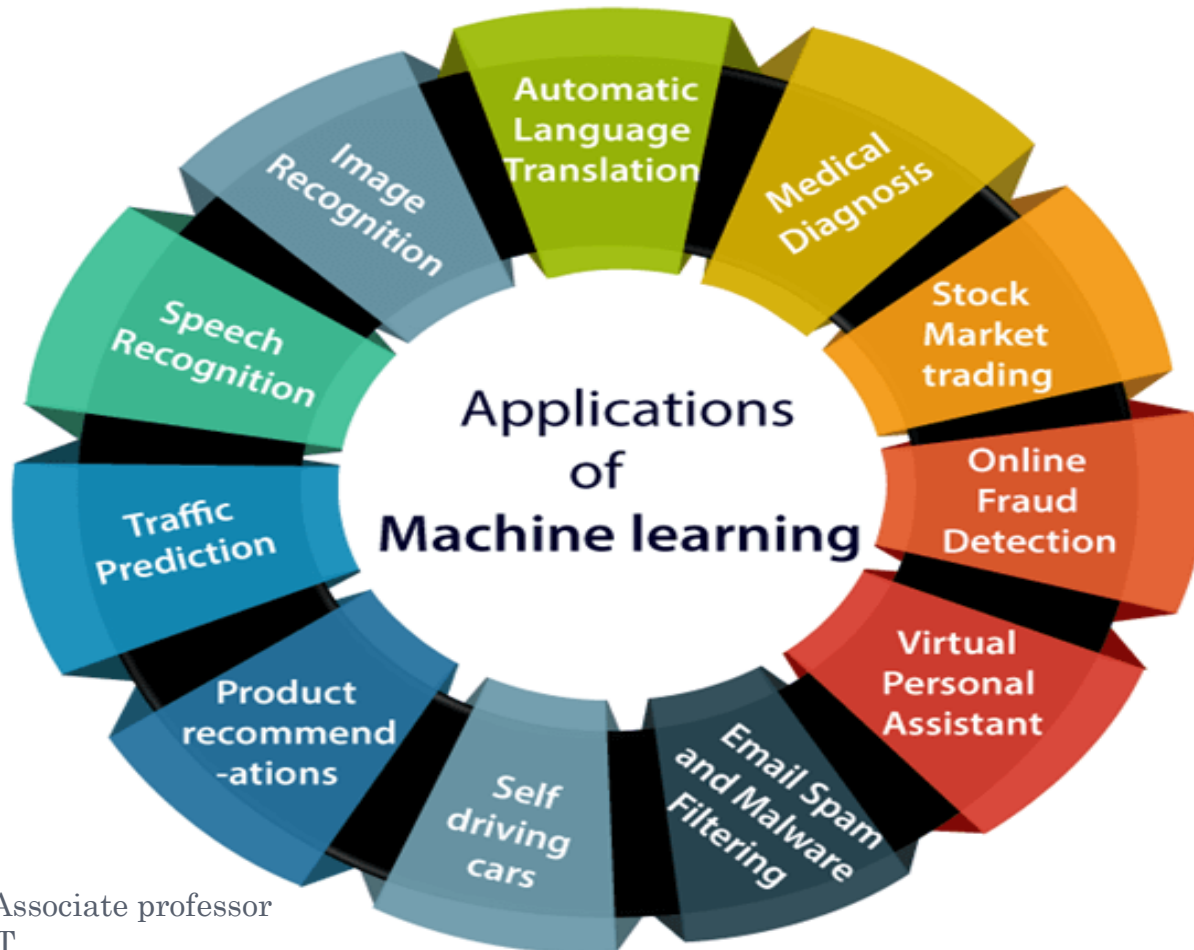 Automatic
Language
Translation
Medical
Diagnosis
Stock
Market
trading
Online
Fraud
Detection
Virtual
Personal
Assistant
Email Spam
and Malware
Filtering
Self
driving
cars
Product
recommend
-ations
Traffic
Prediction
Speech
Recognition
Image
Recognition
Applications
of
Machine learning
Associate professor
T